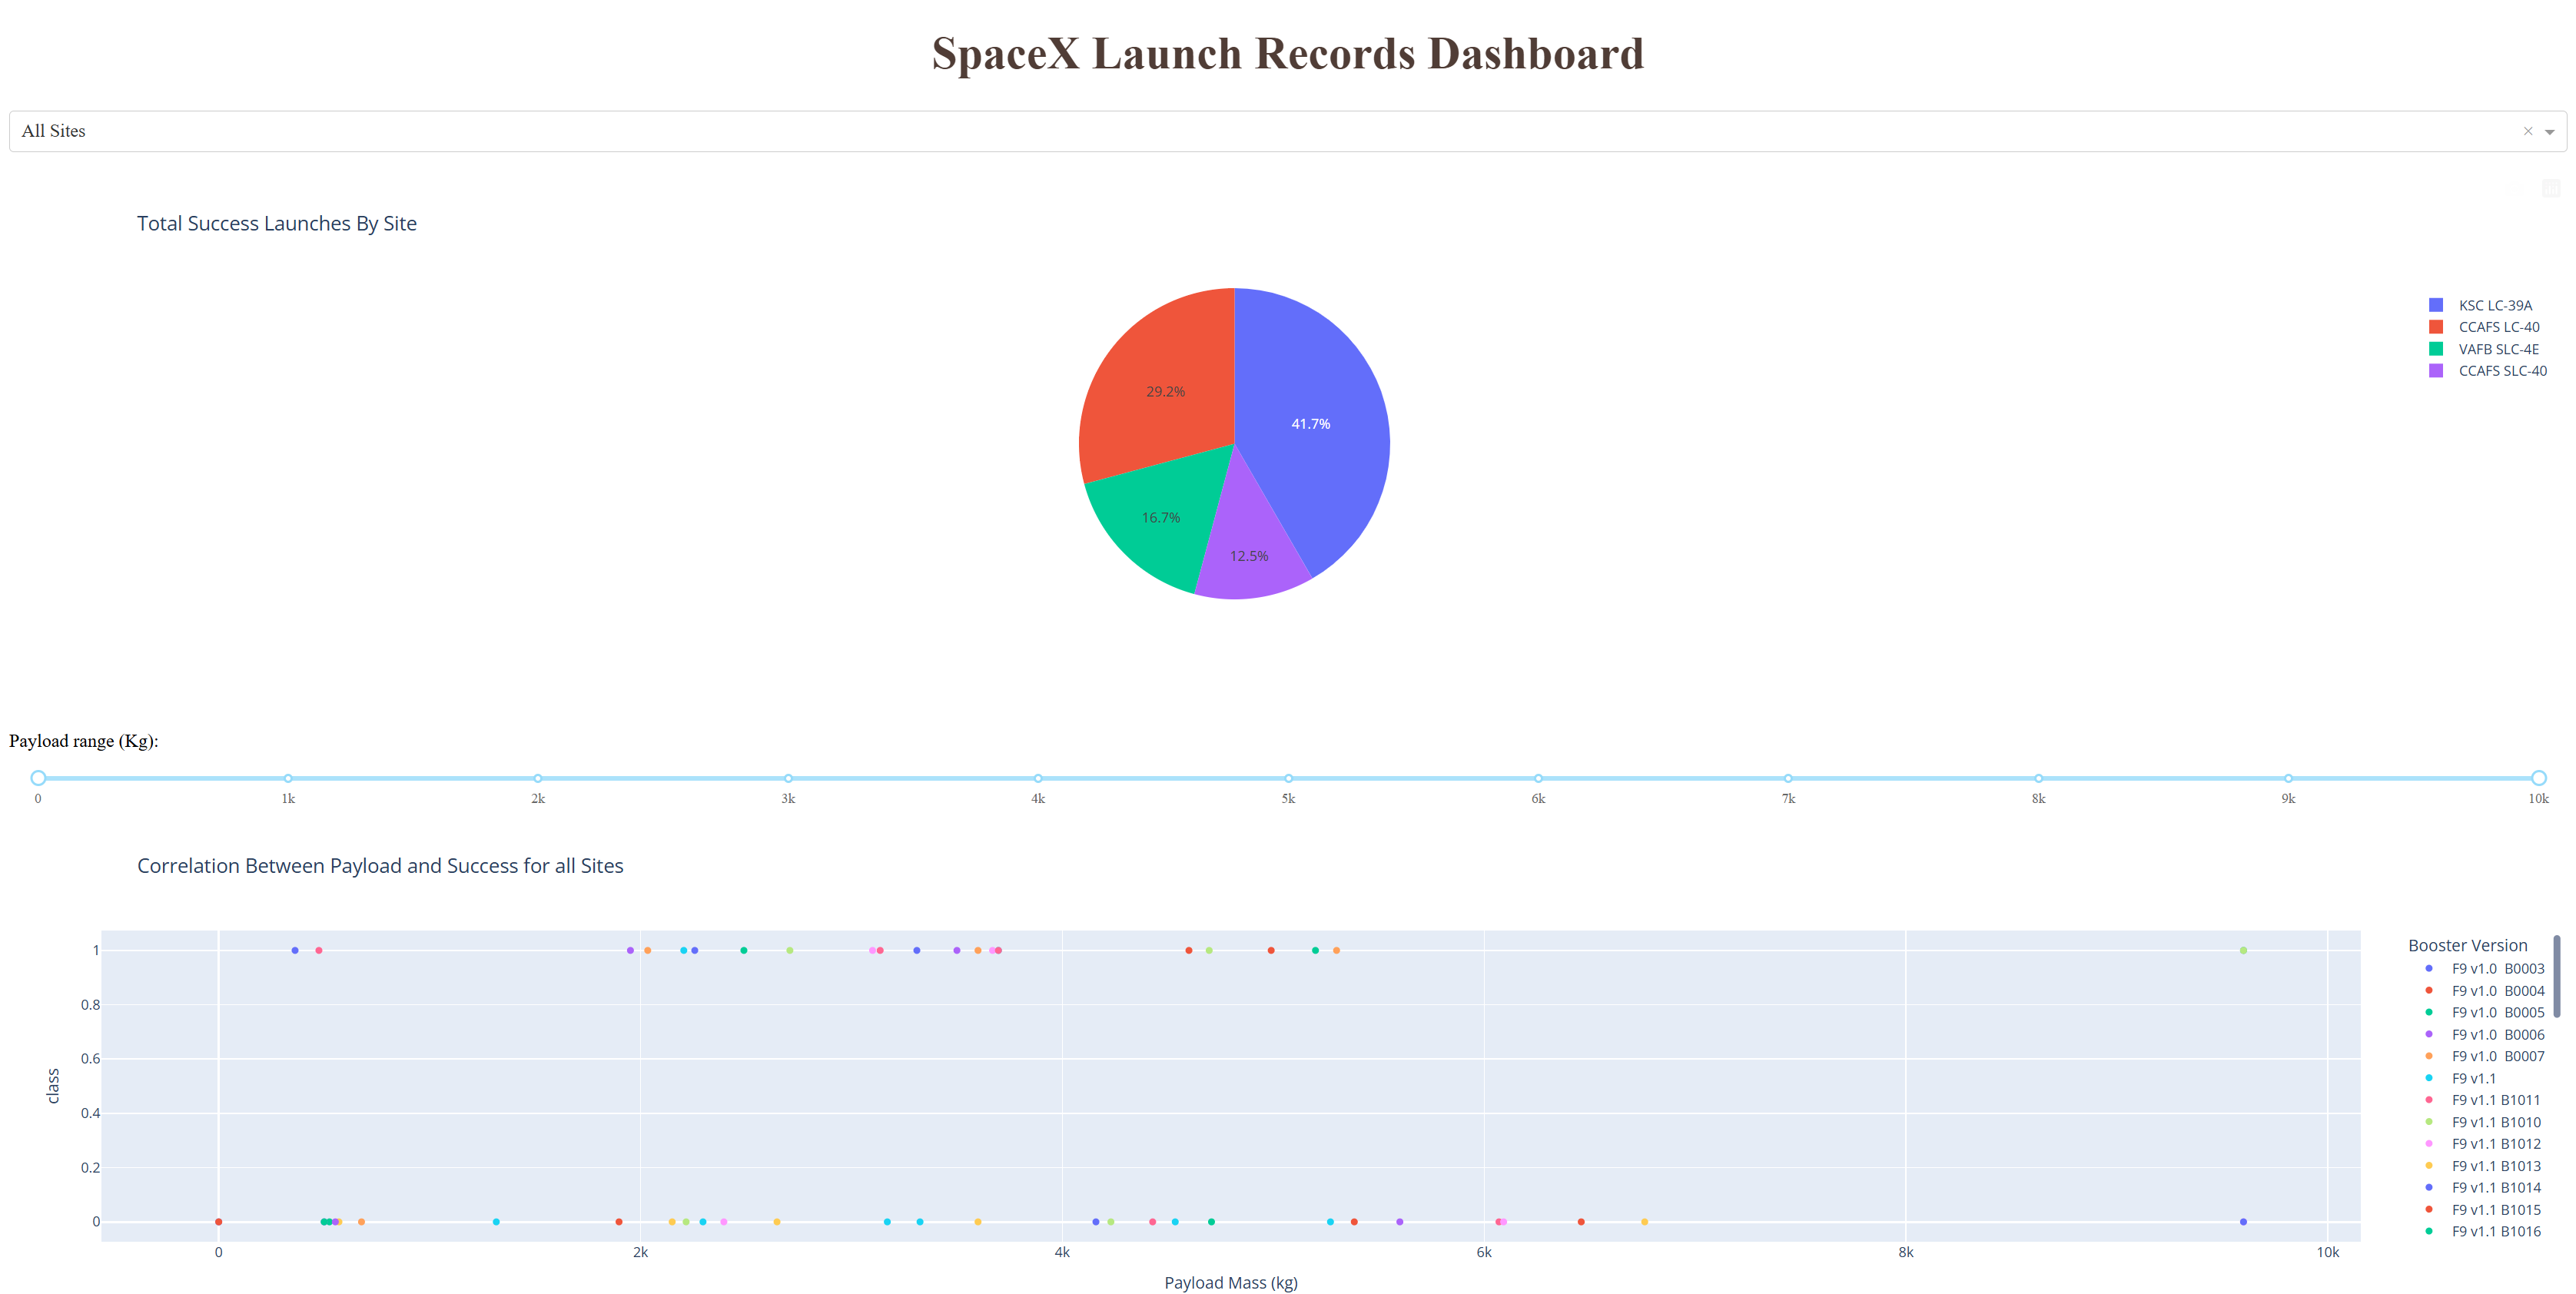 SpaceX Launch Records Dashboard
All Sites
Total Success Launches By Site
KSC LC-39A
CCAFS LC-40
VAFB SLC-4E
CCAFS SLC-40
29.2%
41.7%
16.7%
12.5%
Payload range (Kg):
0 1k 2k 3k 4k 5k 6k 7k 8k 9k 10k
Correlation Between Payload and Success for all Sites
1
0.8
0.6
0.4
0.2
0
class
0 2k 4k 6k 8k 10k
Payload Mass (kg)
Booster Version
F9 v1.0 B0003
F9 v1.0 B0004
F9 v1.0 B0005
F9 v1.0 B0006
F9 v1.0 B0007
F9 v1.1
F9 v1.1 B1011
F9 v1.1 B1010
F9 v1.1 B1012
F9 v1.1 B1013
F9 v1.1 B1014
F9 v1.1 B1015
F9 v1.1 B1016